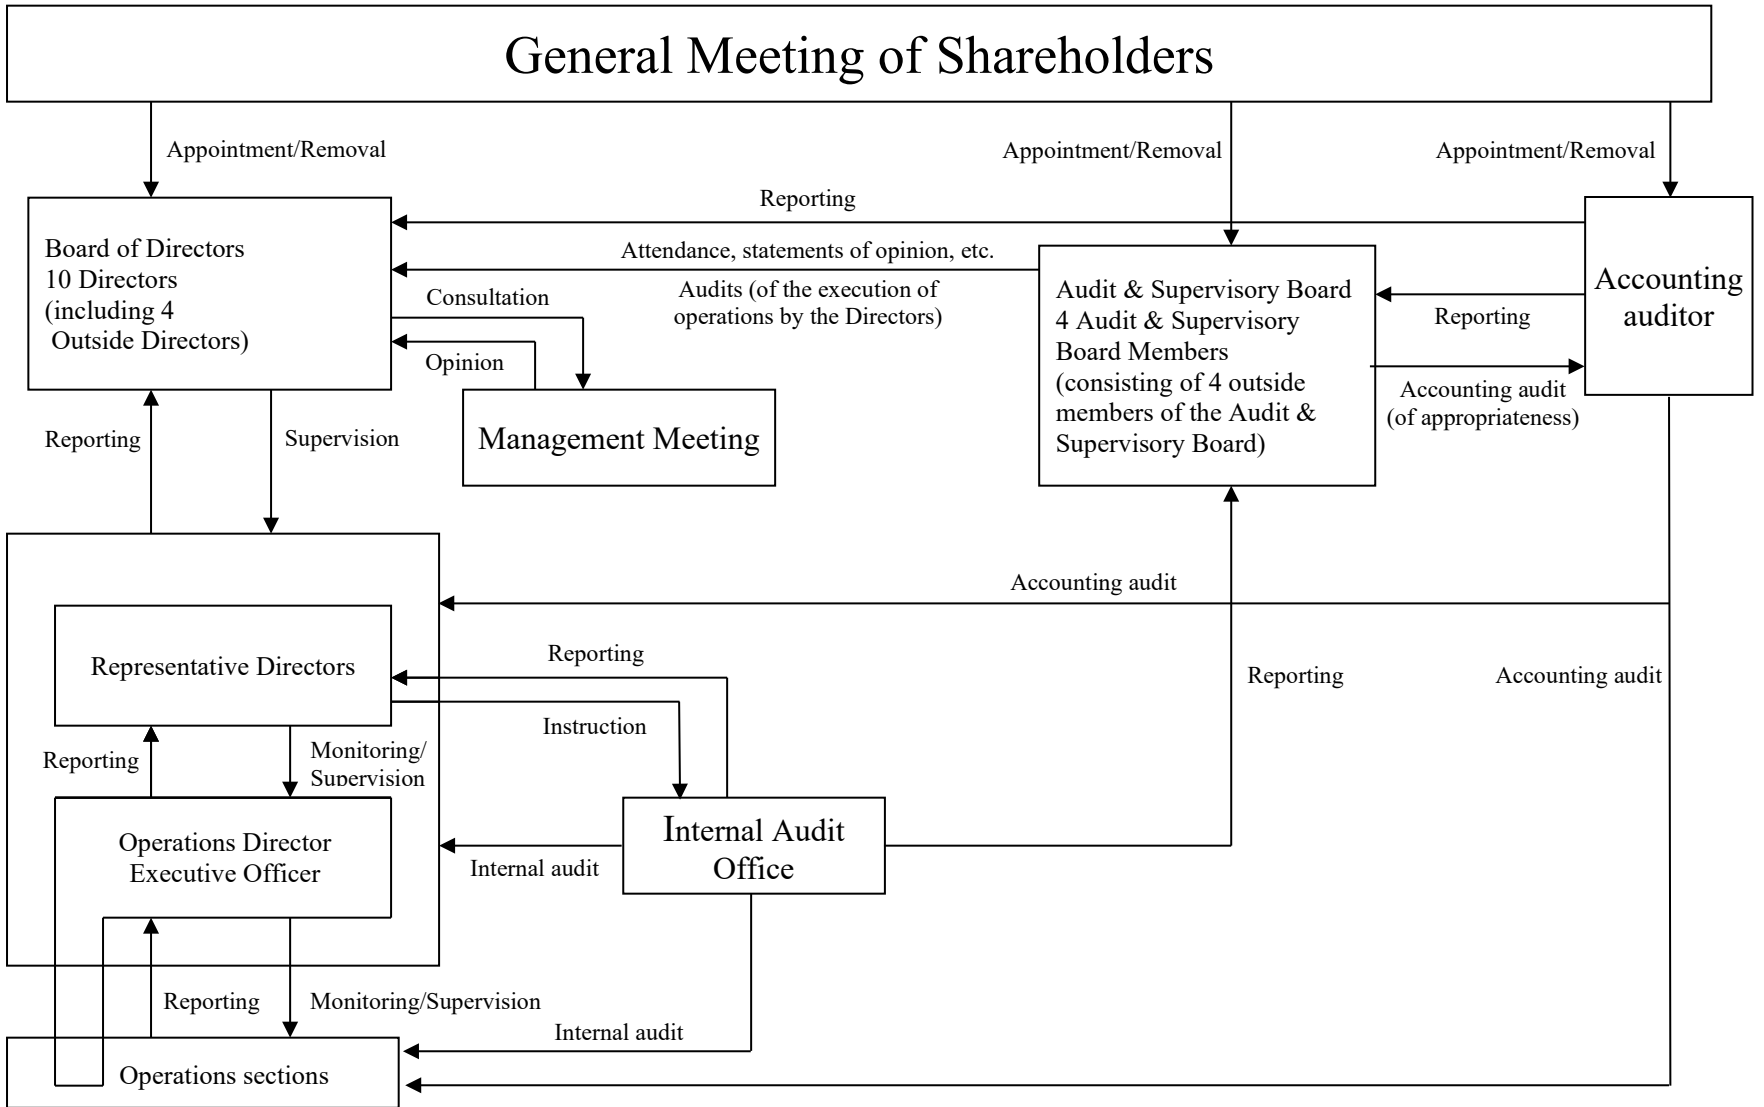 General Meeting of Shareholders
Appointment/Removal
Appointment/Removal
Appointment/Removal
Reporting
Board of Directors
10 Directors
(including 4
Outside Directors)
Attendance, statements of opinion, etc.
Audits (of the execution of
operations by the Directors)
Consultation
Opinion
Audit & Supervisory Board
4 Audit & Supervisory
Board Members
(consisting of 4 outside
members of the Audit &
Supervisory Board)
Accounting
auditor
Reporting
Accounting audit
(of appropriateness)
Management Meeting
Reporting
Supervision
Accounting audit
Representative Directors
Reporting
Instruction
Reporting
Accounting audit
Reporting
Monitoring/
Supervision
Operations Director
Executive Officer
Internal Audit
Office
Internal audit
Reporting
Monitoring/Supervision
Internal audit
Operations sections